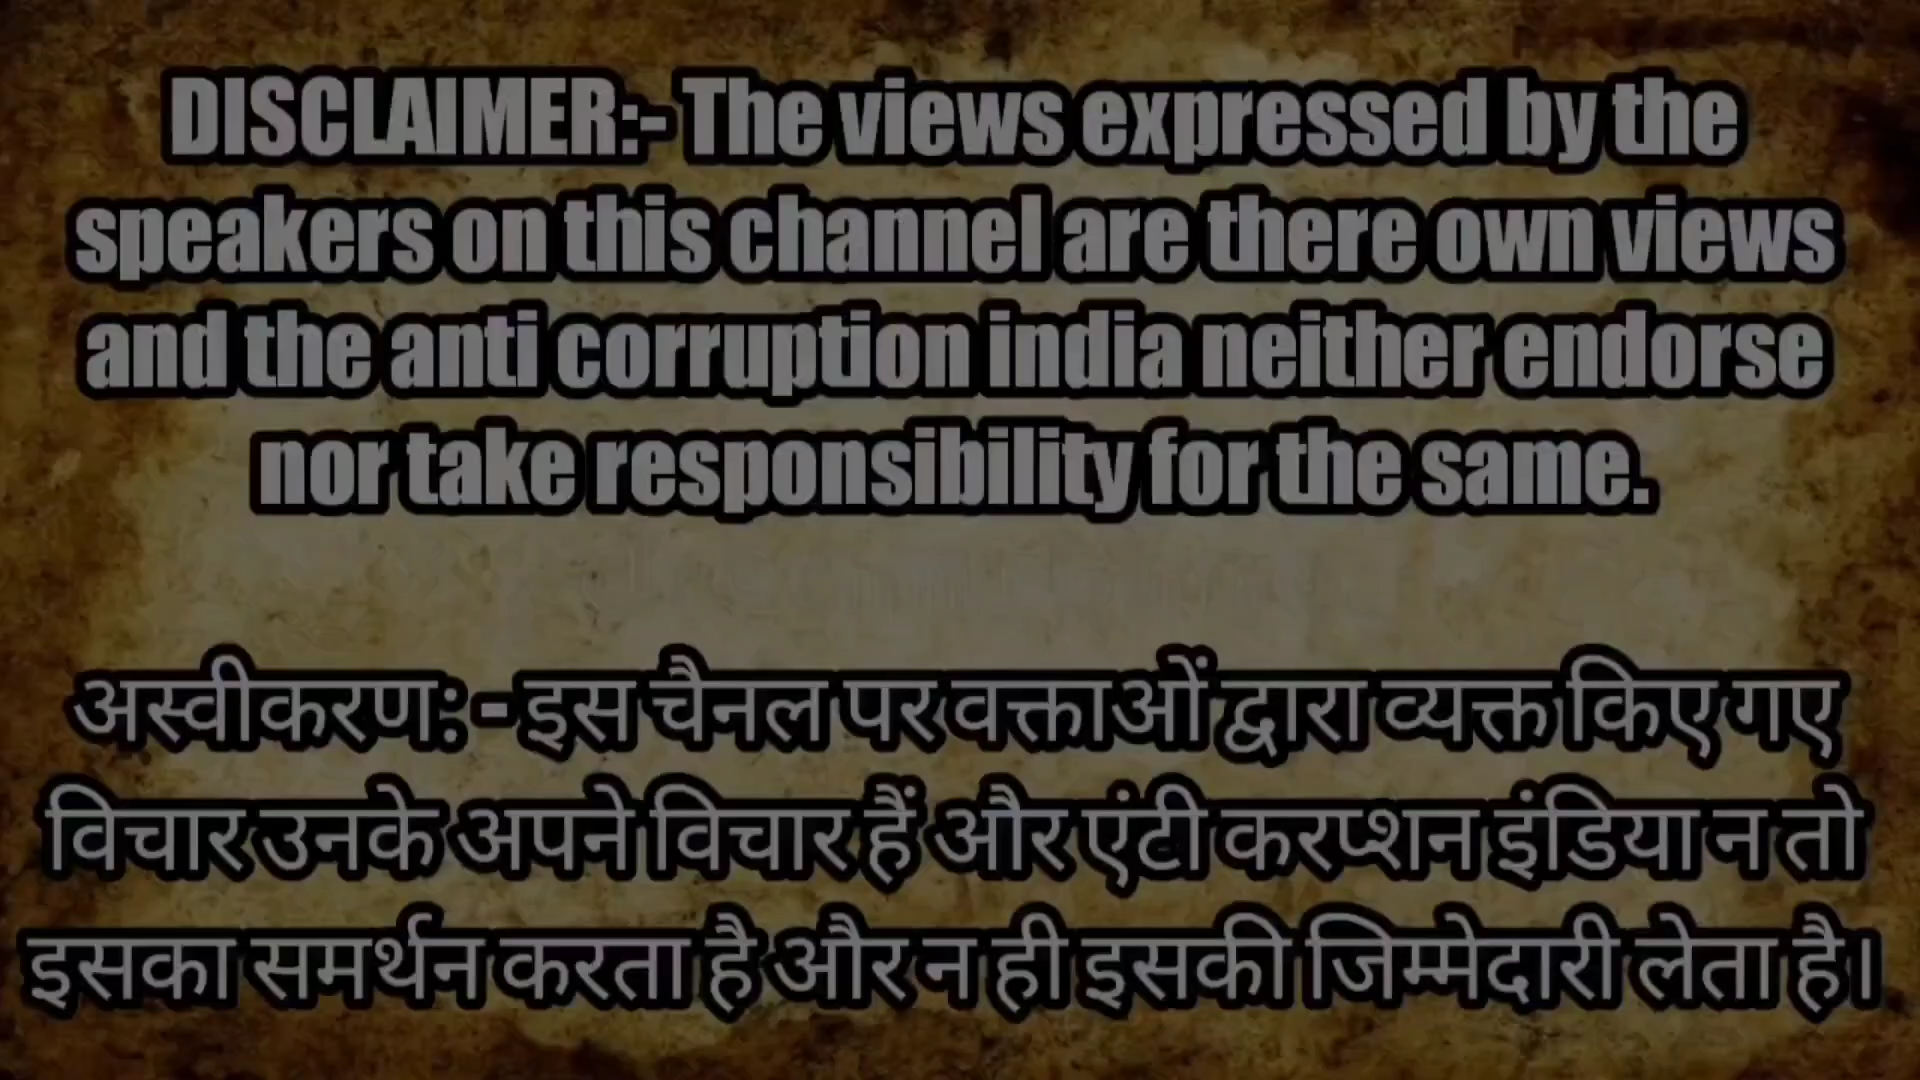 DISCLAIMER:- The views expressed by the
speakers on this channel are there own views
and the anti corruption india neither endorse
nor take responsibility for the same.
अस्वीकरण: - इस चैनल पर वक्ताओं द्वारा व्यक्त किए गए
विचार उनके अपने विचार हैं और एंटी करप्शन इंडिया न तो
इसका समर्थन करता है और न ही इसकी जिम्मेदारी लेता है।